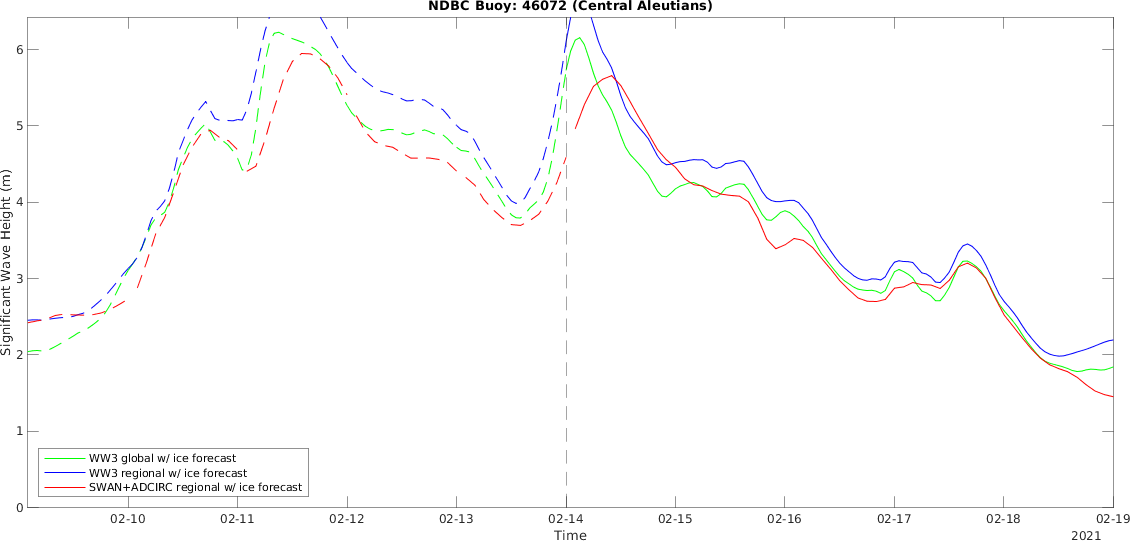 NDBC Buoy: 46072 (Central Aleutians)
Significant Wave Height (m)
6
5
4
3
2
1
0
WW3 global w/ ice forecast
WW3 regional w/ ice forecast
SWAN+ADCIRC regional w/ ice forecast
02-10 02-11 02-12 02-13 02-14 02-15 02-16 02-17 02-18 02-19
Time
2021